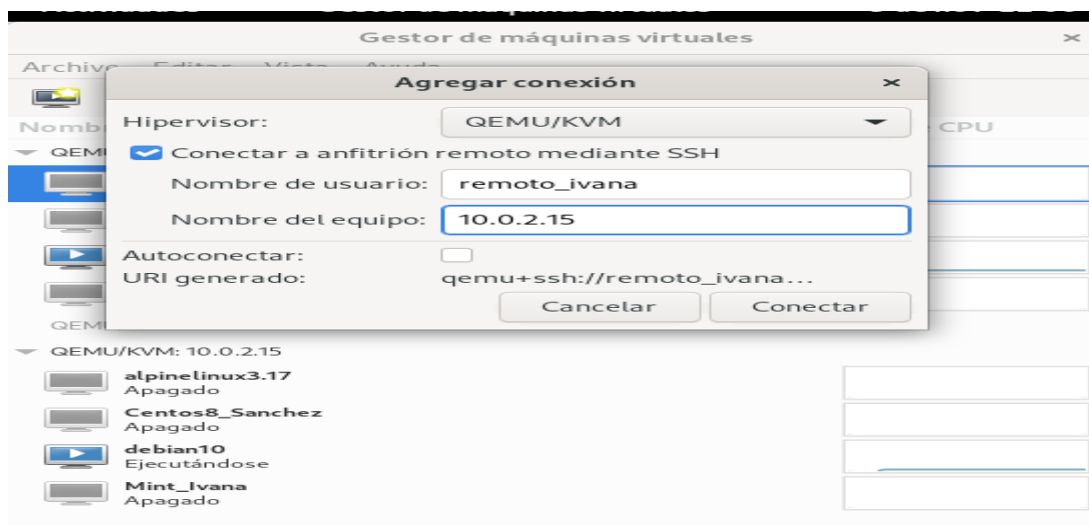 Gestor de máquinas virtuales
Agregar conexión
Hipervisor: QEMU/KVM
CPU
Conectar a anfitrión remoto mediante SSH
Nombre de usuario: remoto_ivana
Nombre del equipo: 10.0.2.15
Autoconectar:
URI generado: qemu+ssh://remoto_ivana...
Cancelar Conectar
QEMU/KVM: 10.0.2.15
alpinelinux3.17
Apagado
Centos8_Sanchez
Apagado
debian10
Ejecutándose
Mint_Ivana
Apagado